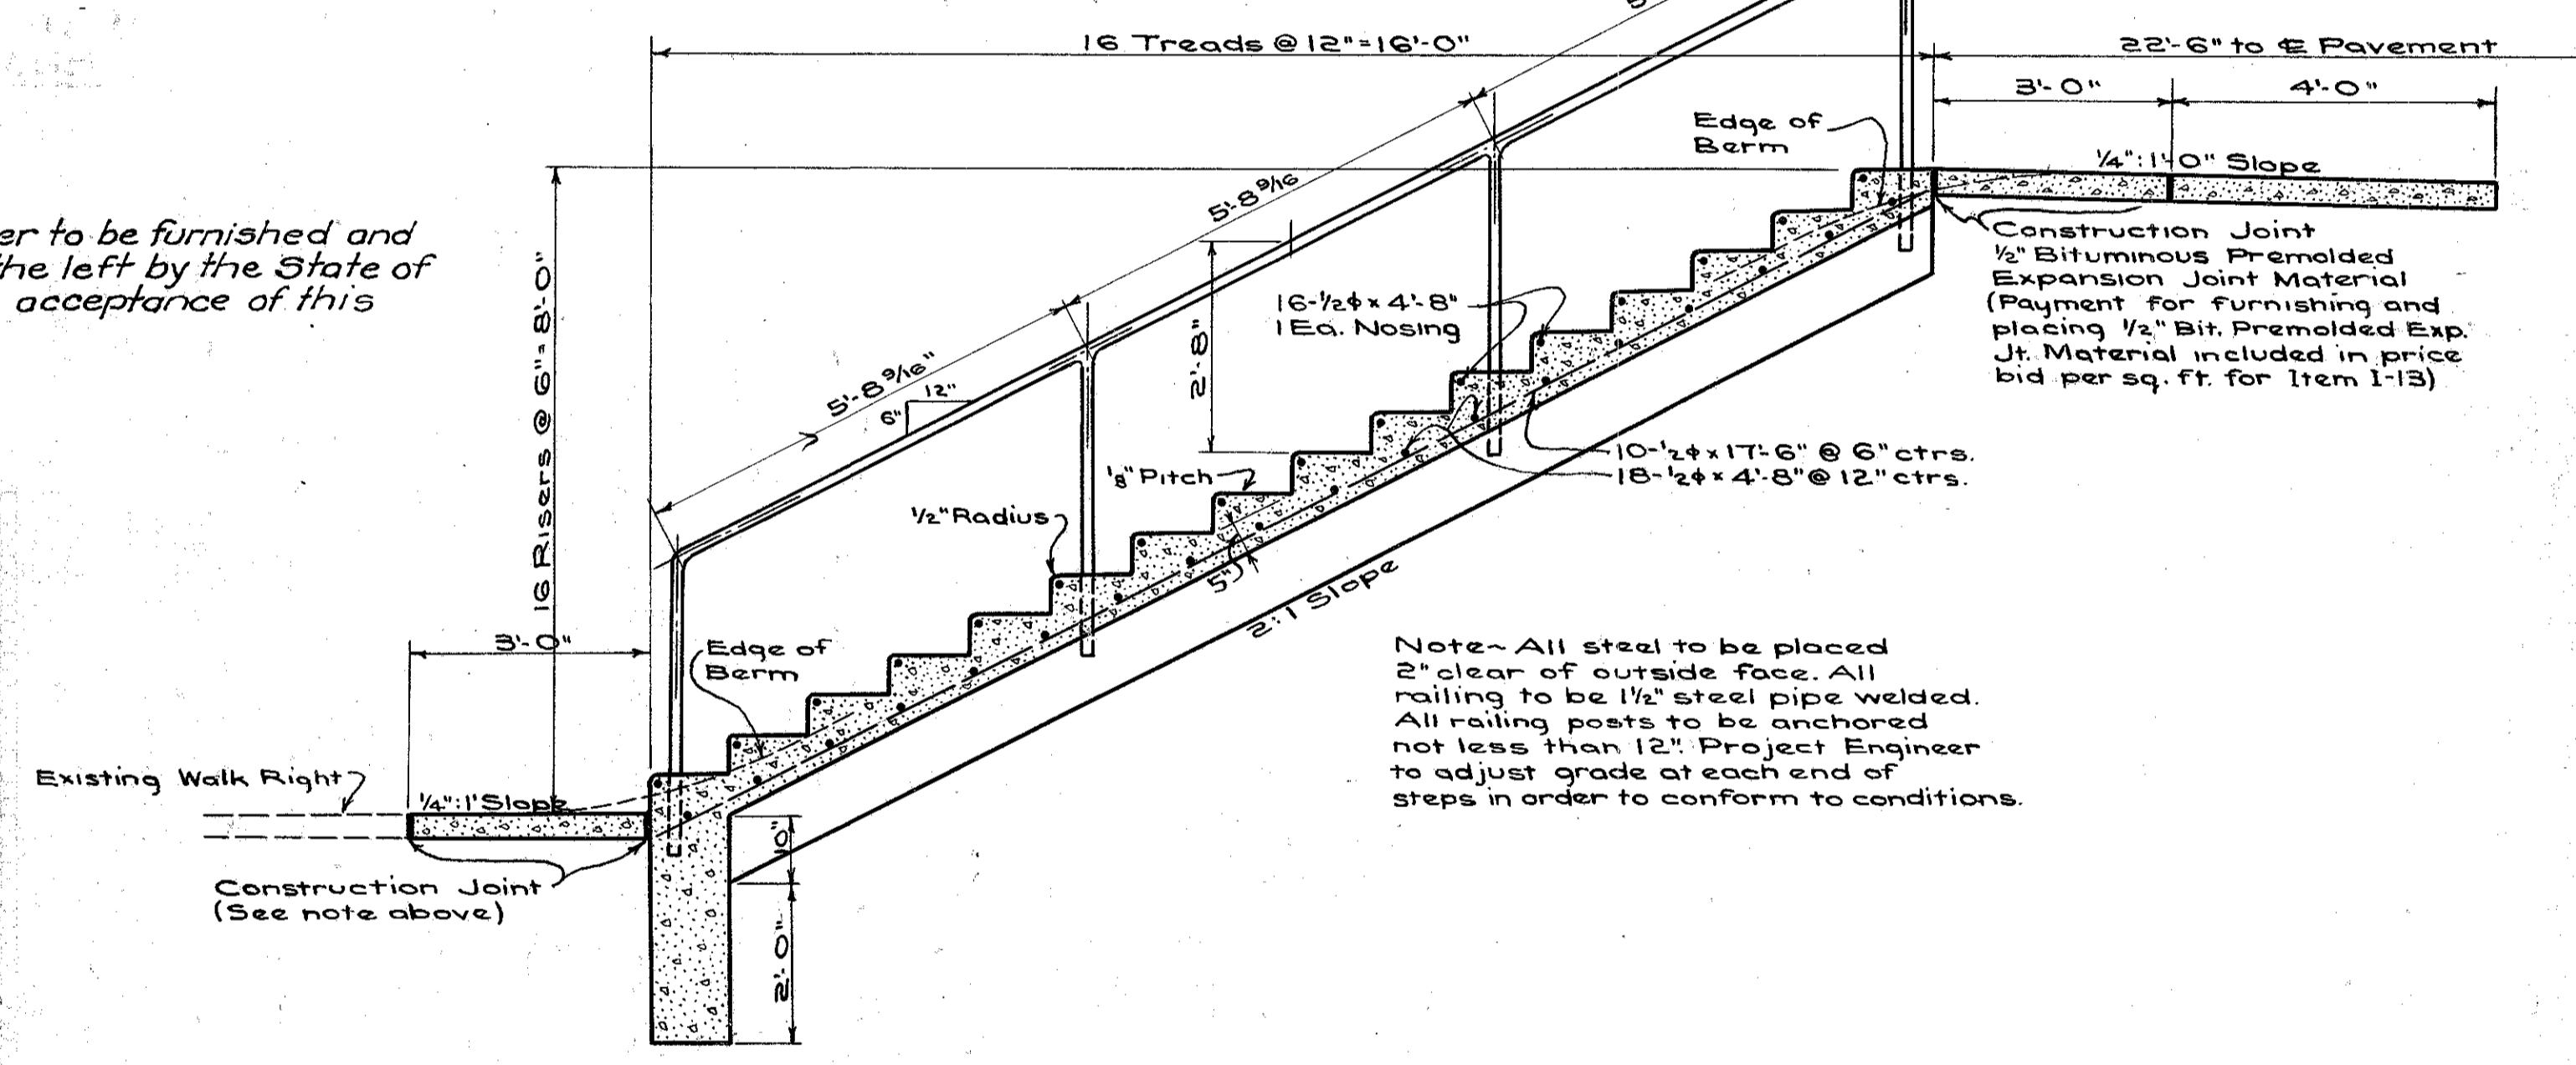 16 Treads @ 12"=16'-0"
22'-6" to ℄ Pavement
3'-0"
4'-0"
Edge of
Berm
1/4":1'-0" Slope
er to be furnished and
the left by the State of
acceptance of this
16 Risers @ 6"=8'-0"
5'-8 9/16"
5'-8 9/16
5
12"
6"
2'-8"
16-1/2ϕ x 4'-8"
1 Ea. Nosing
Construction Joint
1/2" Bituminous Premolded
Expansion Joint Material
(Payment for furnishing and
placing 1/2" Bit. Premolded Exp.
Jt. Material included in price
bid per sq. ft. for Item I-13)
10-1/2ϕ x 17'-6" @ 6" ctrs.
18-1/2ϕ x 4'-8" @ 12" ctrs.
1/8" Pitch
1/2" Radius
5"
2:1 Slope
3'-0"
Edge of
Berm
Note~ All steel to be placed
2" clear of outside face. All
railing to be 1 1/2" steel pipe welded.
All railing posts to be anchored
not less than 12". Project Engineer
to adjust grade at each end of
steps in order to conform to conditions.
Existing Walk Right
1/4":1' Slope
10"
2'-0"
Construction Joint
(See note above)